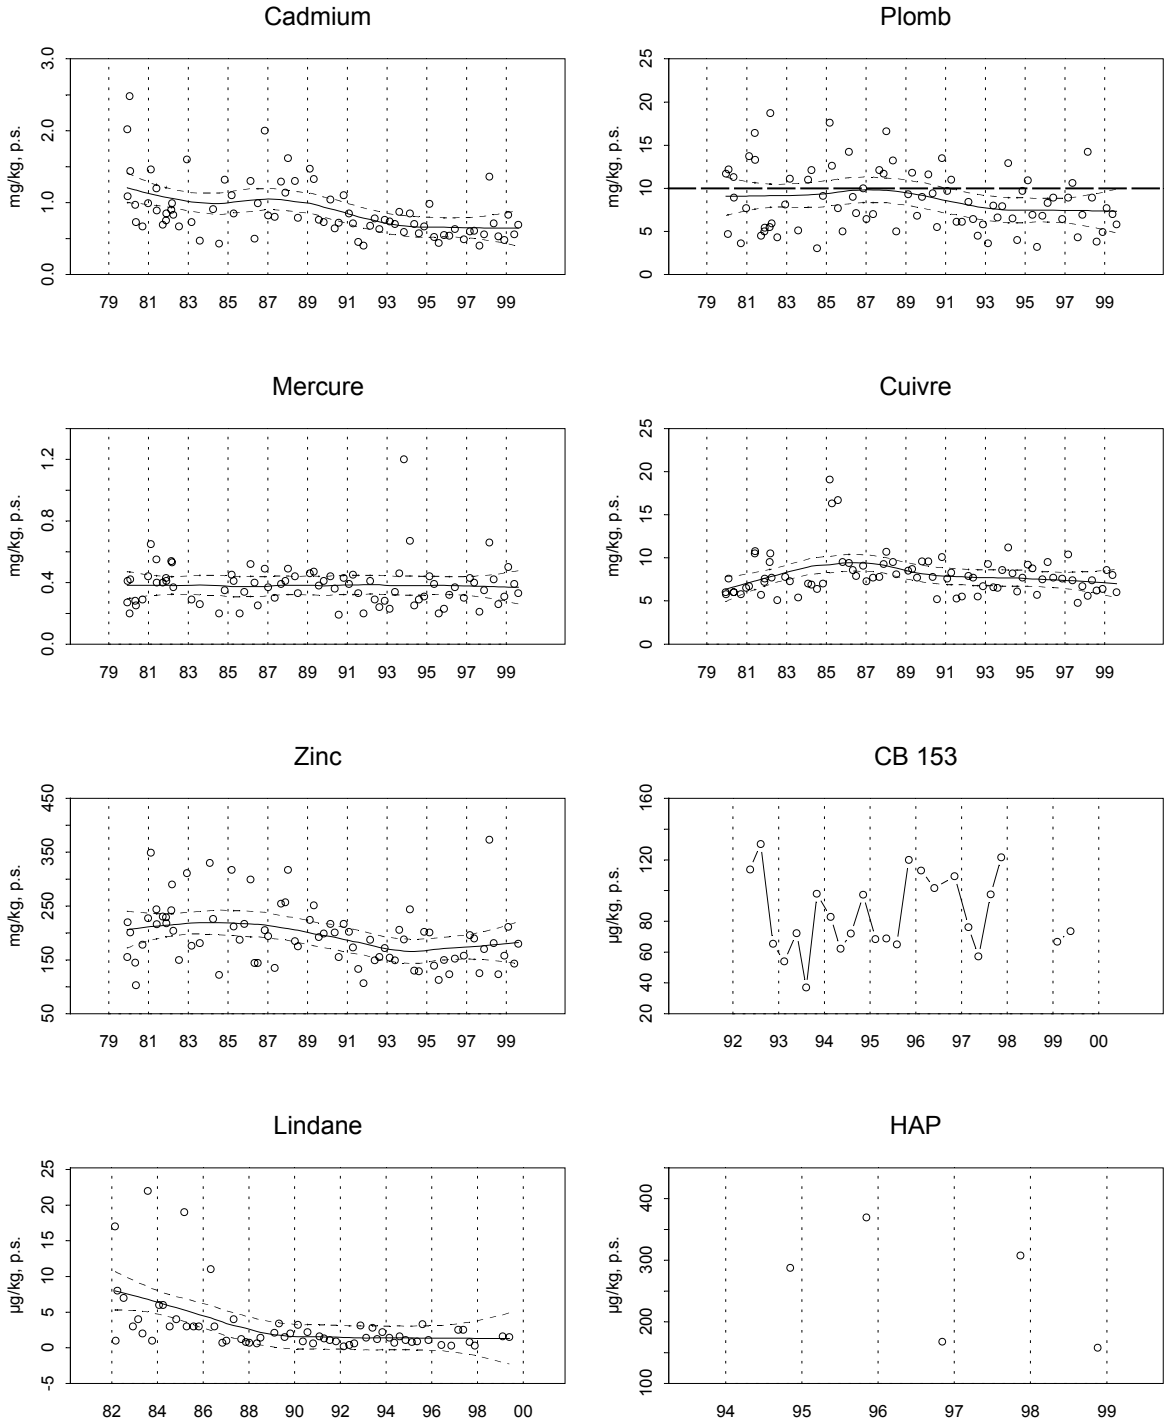 Cadmium
mg/kg, p.s.
0.0 1.0 2.0 3.0
79 81 83 85 87 89 91 93 95 97 99
Plomb
mg/kg, p.s.
0 5 10 15 20 25
79 81 83 85 87 89 91 93 95 97 99
Mercure
mg/kg, p.s.
0.0 0.4 0.8 1.2
79 81 83 85 87 89 91 93 95 97 99
Cuivre
mg/kg, p.s.
0 5 10 15 20 25
79 81 83 85 87 89 91 93 95 97 99
Zinc
mg/kg, p.s.
50 150 250 350 450
79 81 83 85 87 89 91 93 95 97 99
CB 153
µg/kg, p.s.
20 40 60 80 120 160
92 93 94 95 96 97 98 99 00
Lindane
µg/kg, p.s.
-5 0 5 10 15 20 25
82 84 86 88 90 92 94 96 98 00
HAP
µg/kg, p.s.
100 200 300 400
94 95 96 97 98 99